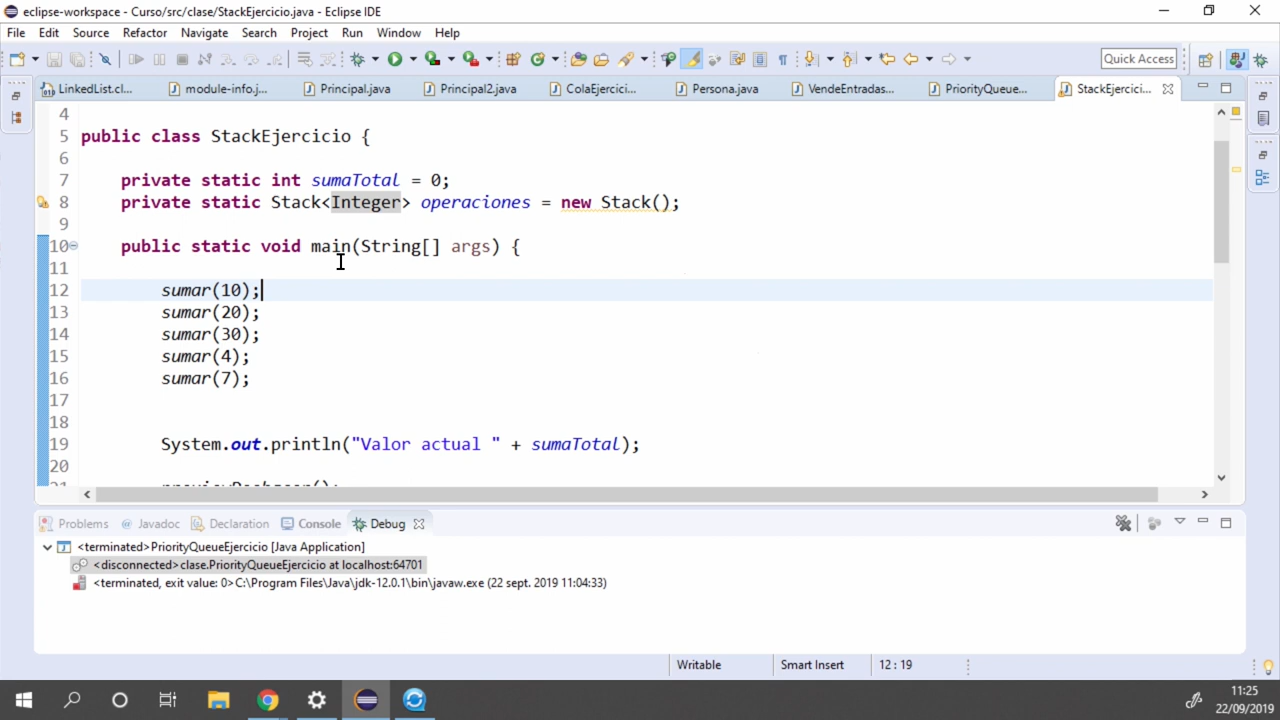 eclipse-workspace - Curso/src/clase/StackEjercicio.java - Eclipse IDE
File Edit Source Refactor Navigate Search Project Run Window Help
Quick Access
LinkedList.cl... module-info.j... Principal.java Principal2.java ColaEjercici... Persona.java VendeEntradas... PriorityQueue... StackEjercici...
4
5 public class StackEjercicio {
6
7 private static int sumaTotal = 0;
8 private static Stack<Integer> operaciones = new Stack();
9
10 public static void main(String[] args) {
11
12 sumar(10);
13 sumar(20);
14 sumar(30);
15 sumar(4);
16 sumar(7);
17
18
19 System.out.println("Valor actual " + sumaTotal);
20
Problems @ Javadoc Declaration Console Debug
<terminated>PriorityQueueEjercicio [Java Application]
<disconnected>clase.PriorityQueueEjercicio at localhost:64701
<terminated, exit value: 0>C:\Program Files\Java\jdk-12.0.1\bin\javaw.exe (22 sept. 2019 11:04:33)
Writable Smart Insert 12 : 19
11:25
22/09/2019